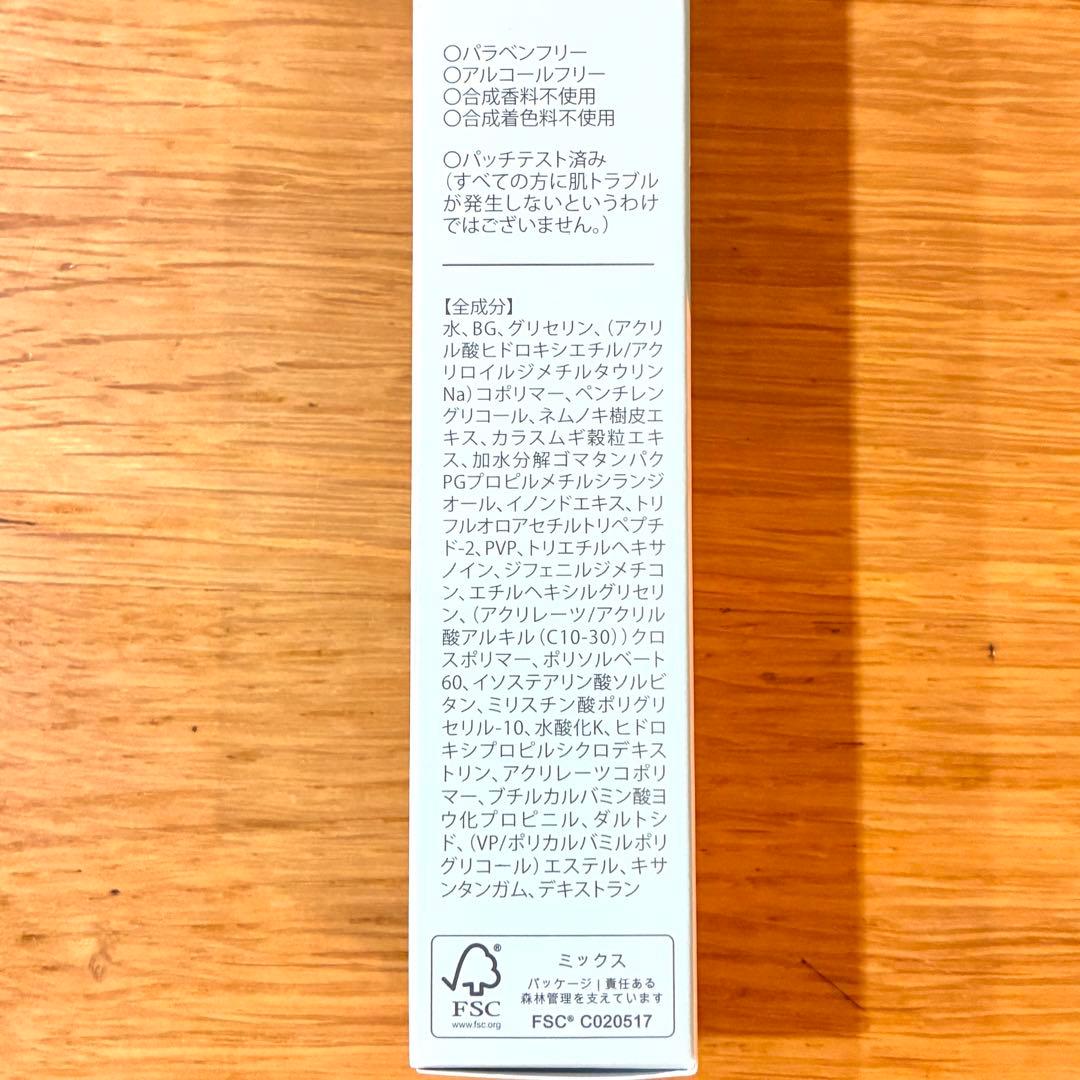 〇パラベンフリー
〇アルコールフリー
〇合成香料不使用
〇合成着色料不使用
〇パッチテスト済み
（すべての方に肌トラブル
が発生しないというわけ
ではございません。）
【全成分】
水、BG、グリセリン、（アクリ
ル酸ヒドロキシエチル/アク
リロイルジメチルタウリン
Na）コポリマー、ペンチレン
グリコール、ネムノキ樹皮エ
キス、カラスムギ穀粒エキ
ス、加水分解ゴマタンパク
PGプロピルメチルシランジ
オール、イノンドエキス、トリ
フルオロアセチルトリペプチ
ド-2、PVP、トリエチルヘキサ
ノイン、ジフェニルジメチコ
ン、エチルヘキシルグリセリ
ン、（アクリレーツ/アクリル
酸アルキル（C10-30））クロ
スポリマー、ポリソルベート
60、イソステアリン酸ソルビ
タン、ミリスチン酸ポリグリ
セリル-10、水酸化K、ヒドロ
キシプロピルシクロデキス
トリン、アクリレーツコポリ
マー、ブチルカルバミン酸ヨ
ウ化プロピニル、ダルトシ
ド、（VP/ポリカルバミルポリ
グリコール）エステル、キサ
ンタンガム、デキストラン
®
FSC
www.fsc.org
ミックス
パッケージ | 責任ある
森林管理を支えています
FSC® C020517